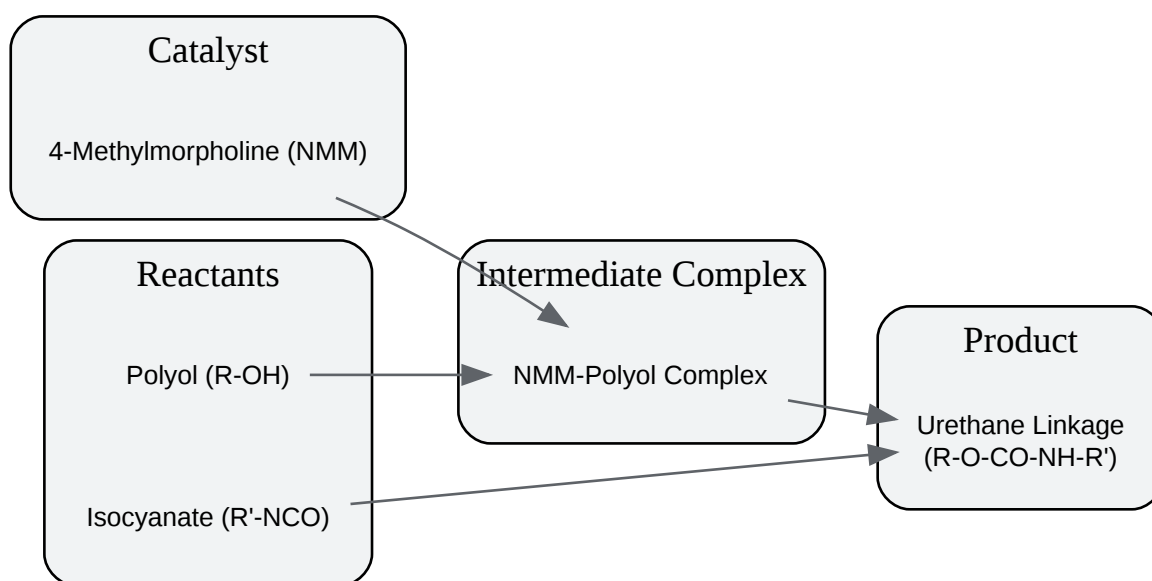 Catalyst
4-Methylmorpholine (NMM)
Reactants
Polyol (R-OH)
Isocyanate (R'-NCO)
Intermediate Complex
NMM-Polyol Complex
Product
Urethane Linkage
(R-O-CO-NH-R')